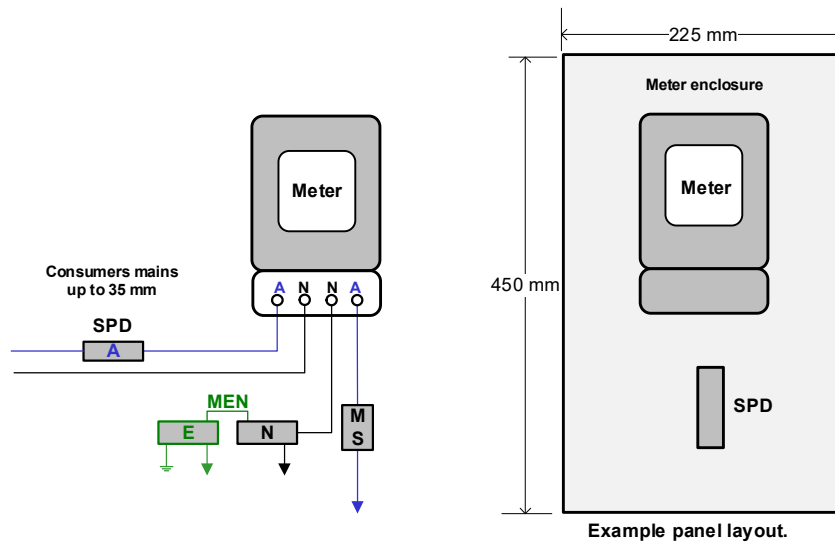 225 mm
Meter enclosure
Meter
Meter
Consumers mains
up to 35 mm
A N N A
450 mm
SPD
A
MEN
E
N
M
S
SPD
Example panel layout.